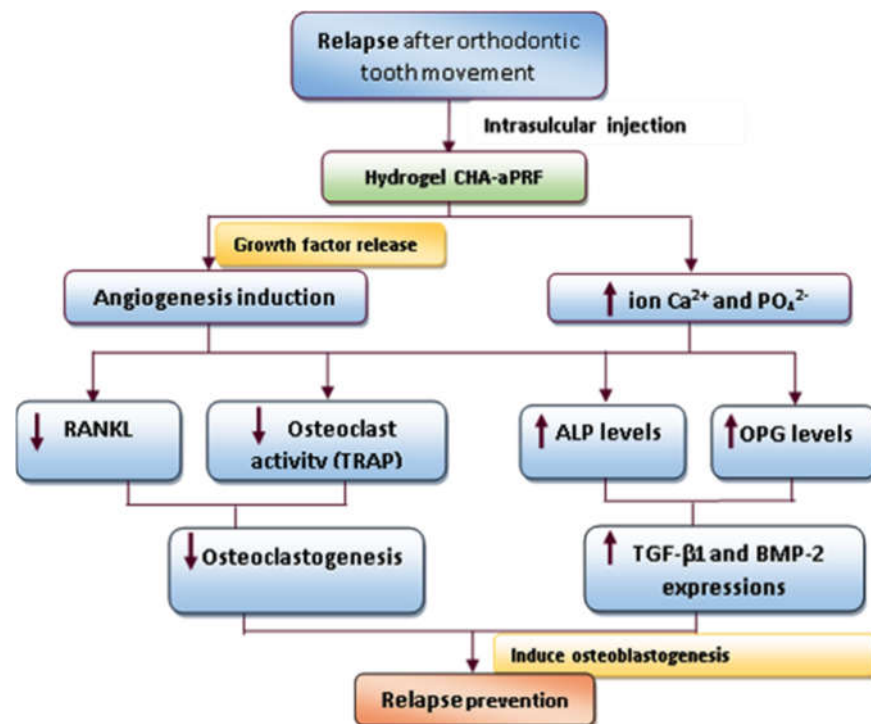 Relapse after orthodontic
tooth movement
Intrasulcular injection
Hydrogel CHA-aPRF
Growth factor release
Angiogenesis induction
↑ ion Ca²⁺ and PO₄²⁻
↓ RANKL
↓ Osteoclast
activity (TRAP)
↑ ALP levels
↑ OPG levels
↓ Osteoclastogenesis
↑ TGF-β1 and BMP-2
expressions
Induce osteoblastogenesis
Relapse prevention